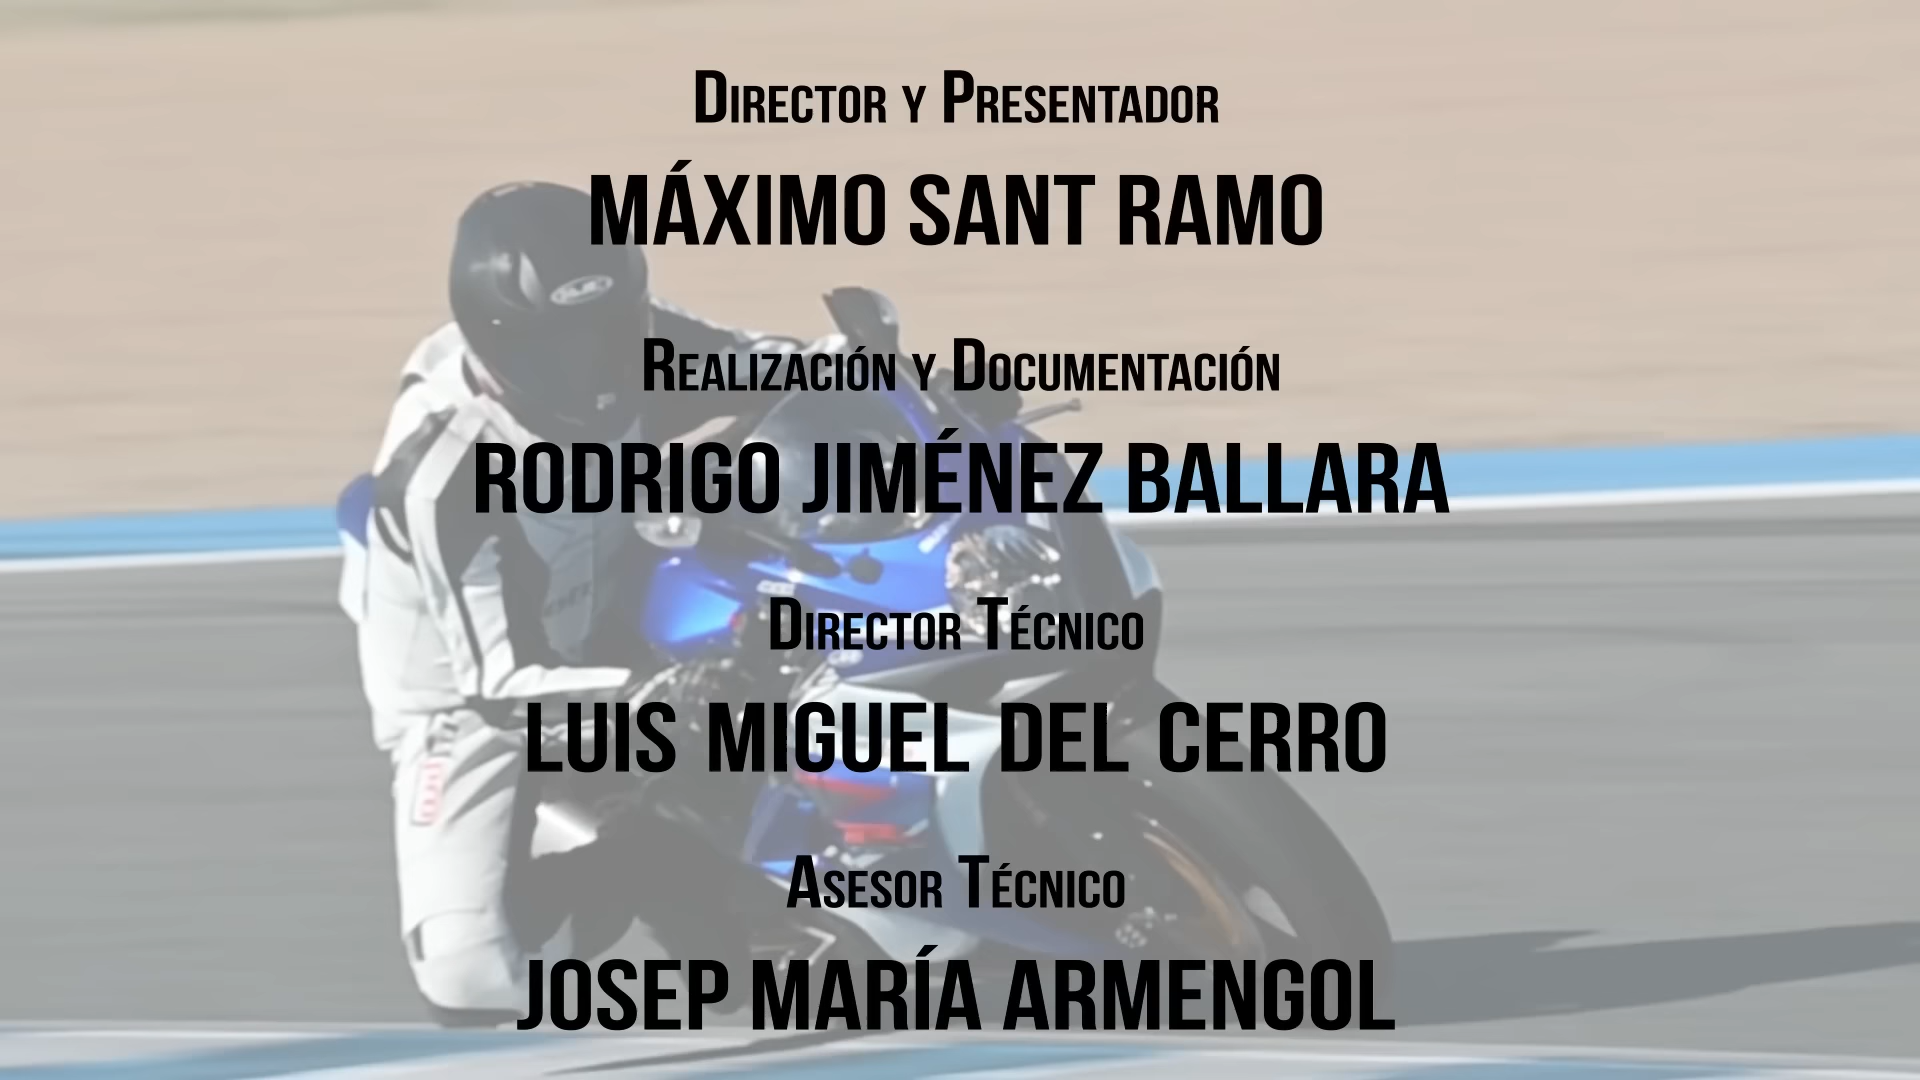 Director y Presentador
MÁXIMO SANT RAMO
Realización y Documentación
RODRIGO JIMÉNEZ BALLARA
Director Técnico
LUIS MIGUEL DEL CERRO
Asesor Técnico
JOSEP MARÍA ARMENGOL